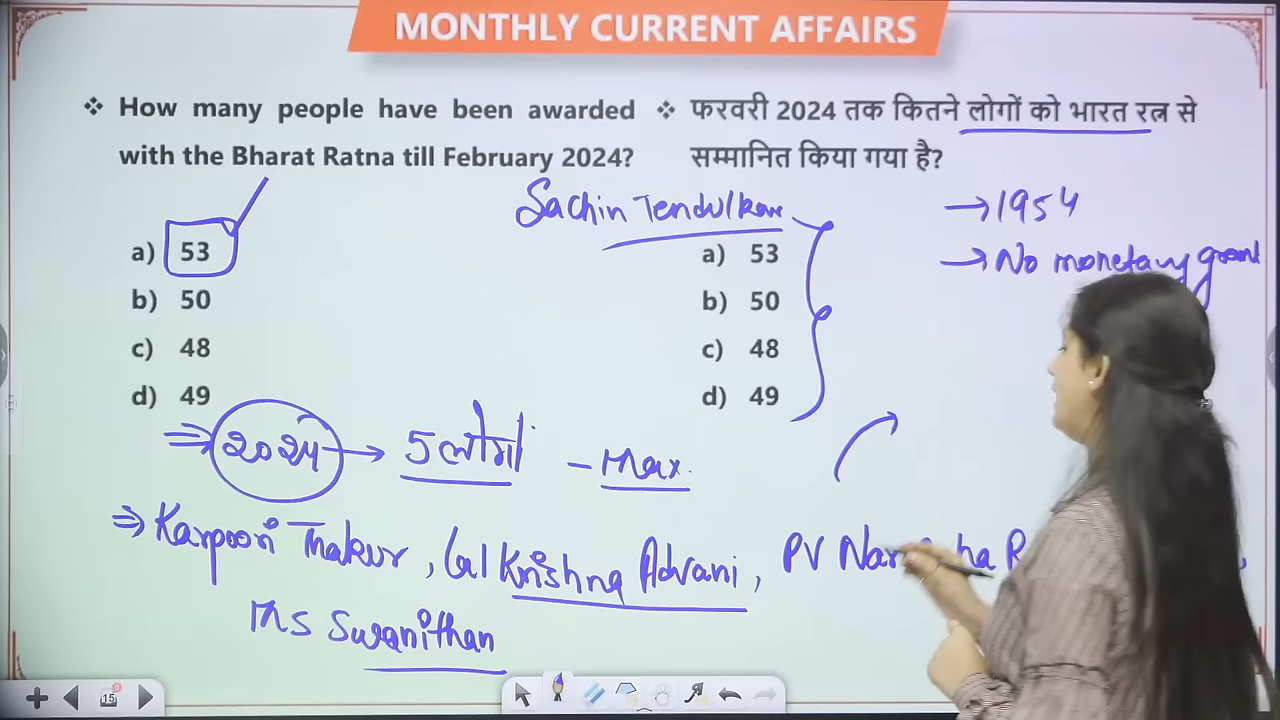 MONTHLY CURRENT AFFAIRS
❖ How many people have been awarded
with the Bharat Ratna till February 2024?
a) 53
b) 50
c) 48
d) 49
❖ फरवरी 2024 तक कितने लोगों को भारत रत्न से
सम्मानित किया गया है?
a) 53
b) 50
c) 48
d) 49
Sachin Tendulkar
→ 1954
→ No monetary grant
⇒ 2024 → 5 लोगों – Max.
⇒ Karpoori Thakur, Lal Krishna Advani, PV
MS Swanithan
15